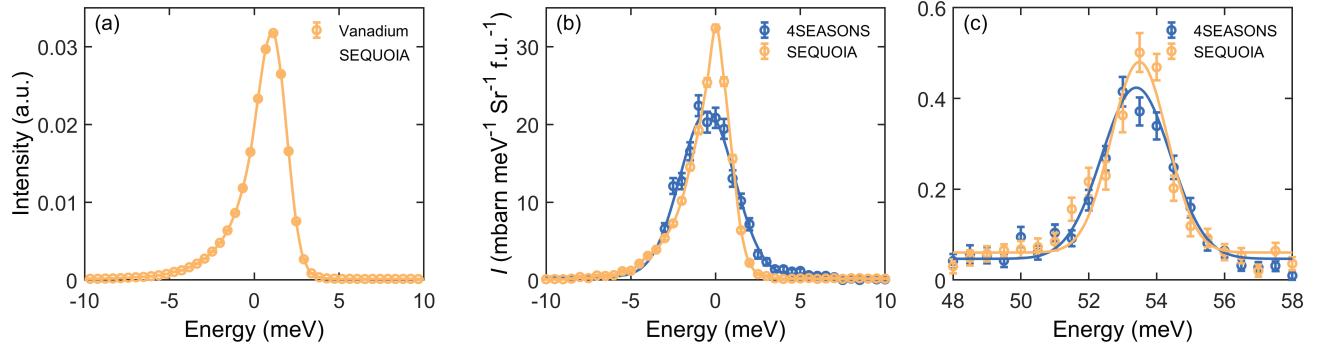 (a)
Vanadium
SEQUOIA
Intensity (a.u.)
0.03
0.02
0.01
0
-10 -5 0 5 10
Energy (meV)
(b)
4SEASONS
SEQUOIA
I (mbarn meV⁻¹ Sr⁻¹ f.u.⁻¹)
30
20
10
0
-10 -5 0 5 10
Energy (meV)
(c)
4SEASONS
SEQUOIA
0.6
0.4
0.2
0
48 50 52 54 56 58
Energy (meV)